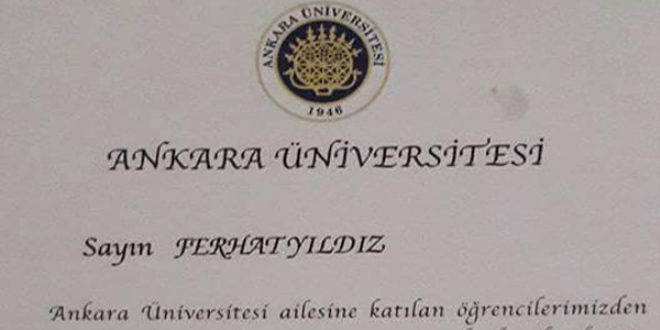 ANKARA ÜNİVERSİTESİ
1946
ANKARA ÜNİVERSİTESİ
Sayın FERHAT YILDIZ
Ankara Üniversitesi ailesine katılan öğrencilerimizden